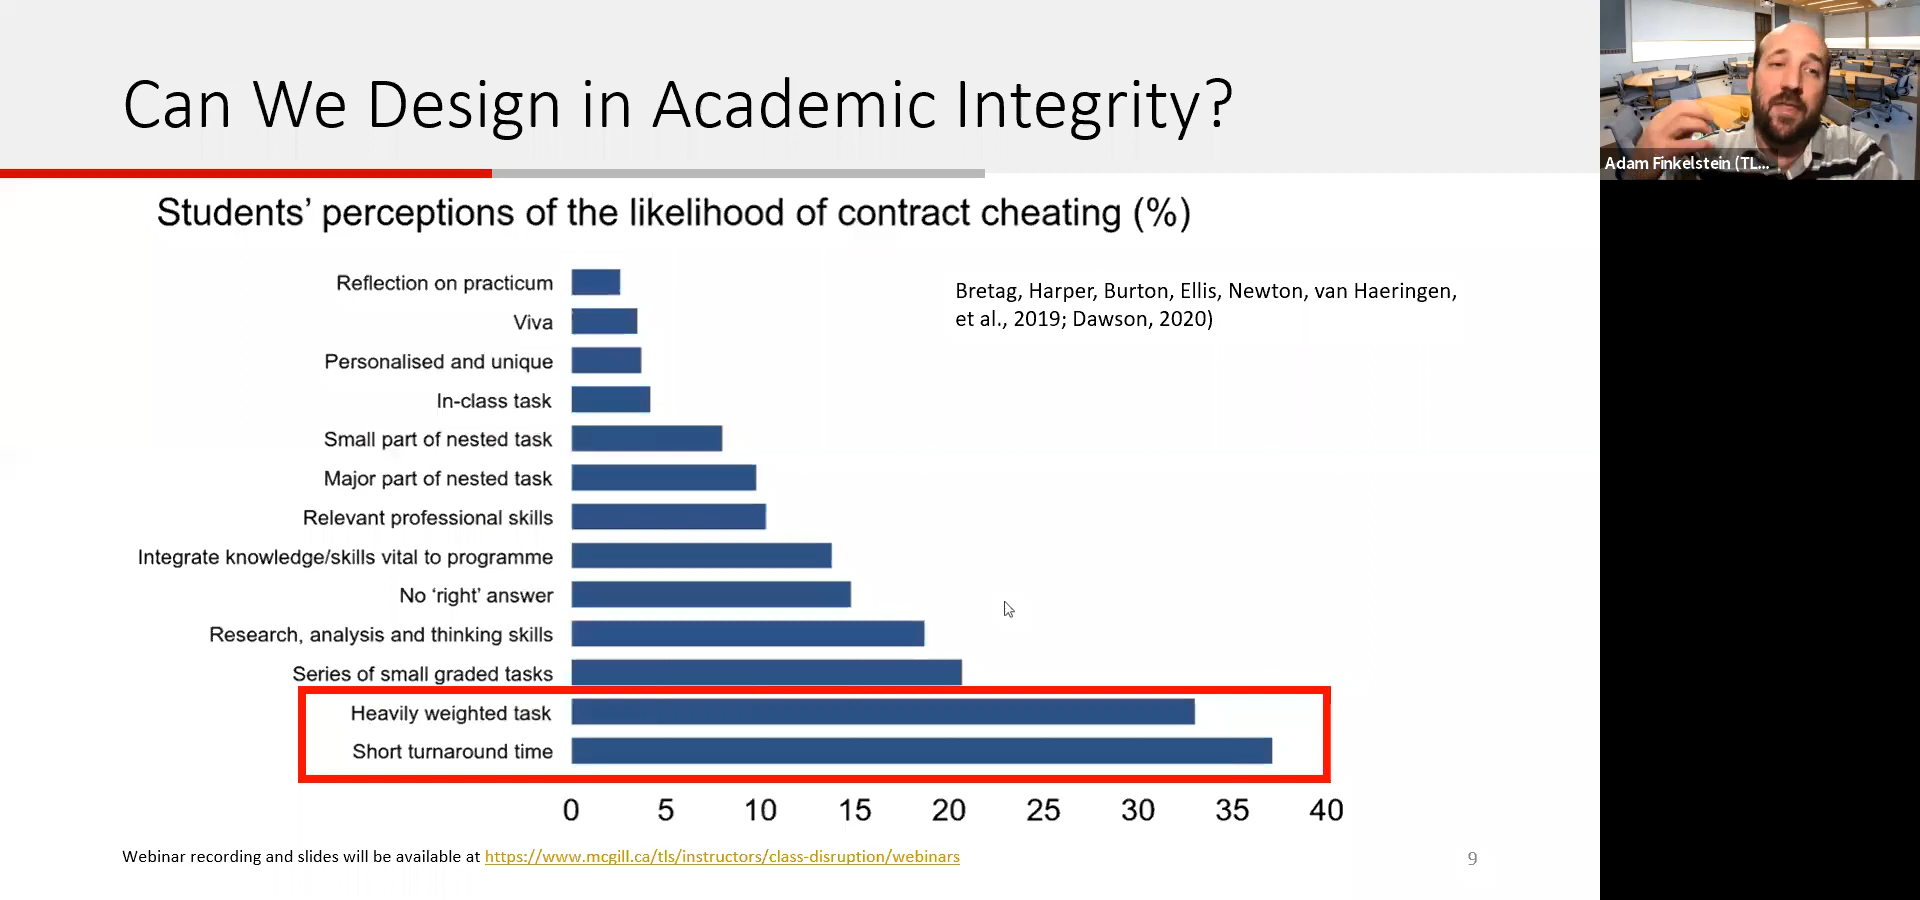 Can We Design in Academic Integrity?
Adam Finkelstein (TL...
Students’ perceptions of the likelihood of contract cheating (%)
Bretag, Harper, Burton, Ellis, Newton, van Haeringen,
et al., 2019; Dawson, 2020)
Reflection on practicum
Viva
Personalised and unique
In-class task
Small part of nested task
Major part of nested task
Relevant professional skills
Integrate knowledge/skills vital to programme
No ‘right’ answer
Research, analysis and thinking skills
Series of small graded tasks
Heavily weighted task
Short turnaround time
0 5 10 15 20 25 30 35 40
Webinar recording and slides will be available at https://www.mcgill.ca/tls/instructors/class-disruption/webinars
9